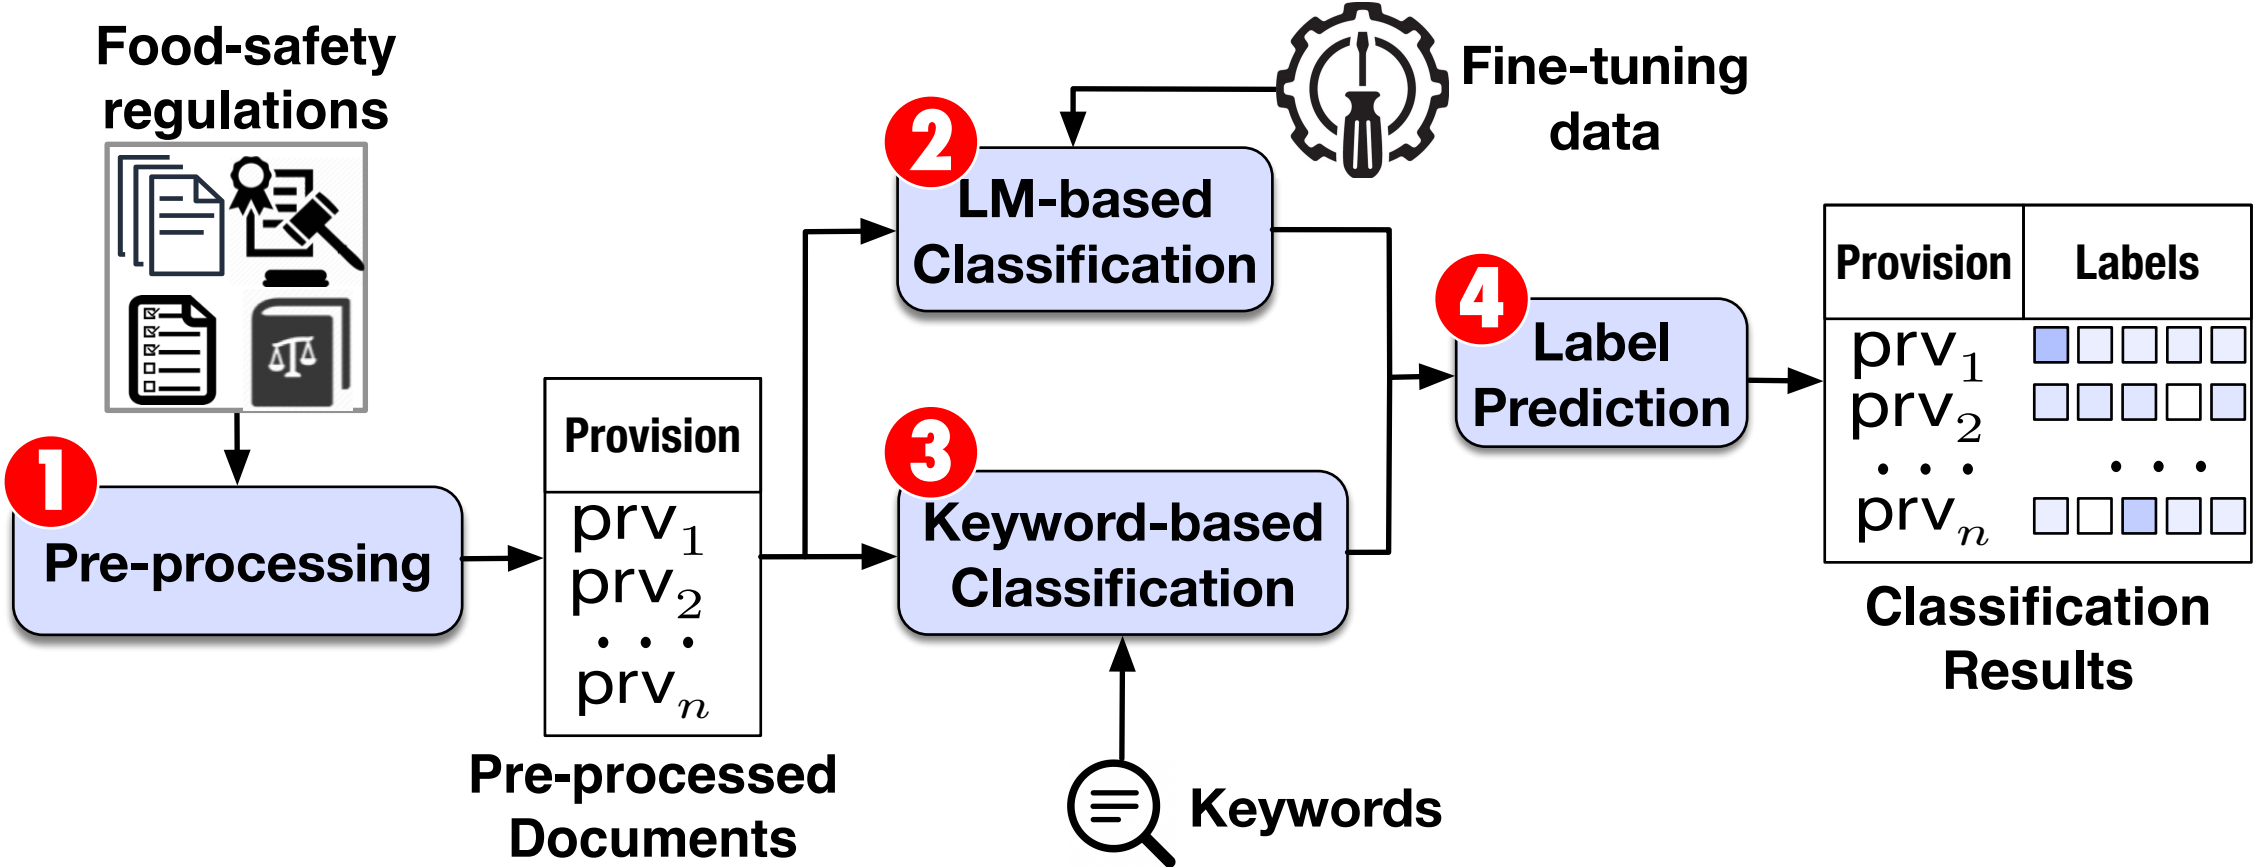 Food-safety
regulations
1
Pre-processing
Provision
prv₁
prv₂
. . .
prvₙ
Pre-processed
Documents
2
LM-based
Classification
Fine-tuning
data
3
Keyword-based
Classification
Keywords
4
Label
Prediction
Provision Labels
prv₁
prv₂
. . . . . .
prvₙ
Classification
Results